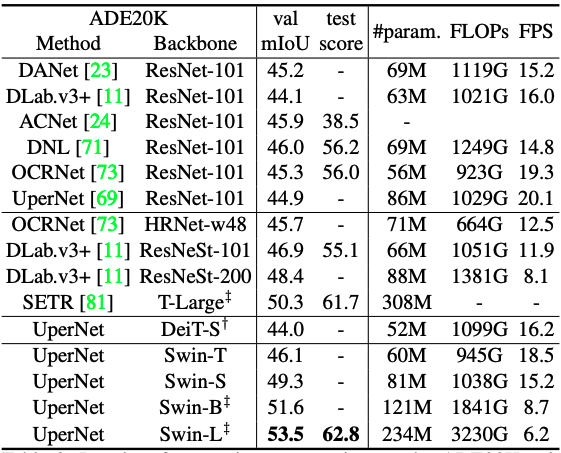 ADE20K val test #param. FLOPs FPS
Method Backbone mIoU score
DANet [23] ResNet-101 45.2 - 69M 1119G 15.2
DLab.v3+ [11] ResNet-101 44.1 - 63M 1021G 16.0
ACNet [24] ResNet-101 45.9 38.5 -
DNL [71] ResNet-101 46.0 56.2 69M 1249G 14.8
OCRNet [73] ResNet-101 45.3 56.0 56M 923G 19.3
UperNet [69] ResNet-101 44.9 - 86M 1029G 20.1
OCRNet [73] HRNet-w48 45.7 - 71M 664G 12.5
DLab.v3+ [11] ResNeSt-101 46.9 55.1 66M 1051G 11.9
DLab.v3+ [11] ResNeSt-200 48.4 - 88M 1381G 8.1
SETR [81] T-Large‡ 50.3 61.7 308M - -
UperNet DeiT-S† 44.0 - 52M 1099G 16.2
UperNet Swin-T 46.1 - 60M 945G 18.5
UperNet Swin-S 49.3 - 81M 1038G 15.2
UperNet Swin-B‡ 51.6 - 121M 1841G 8.7
UperNet Swin-L‡ 53.5 62.8 234M 3230G 6.2